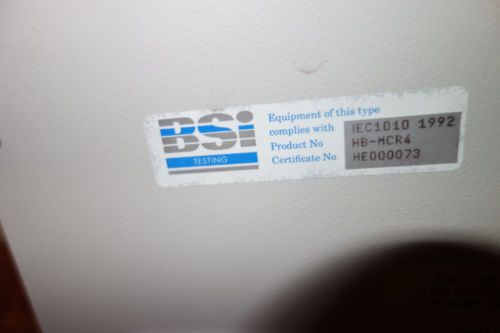 BSi
TESTING
Equipment of this type
complies with IEC1010 1992
Product No HB-MCR4
Certificate No HE000073